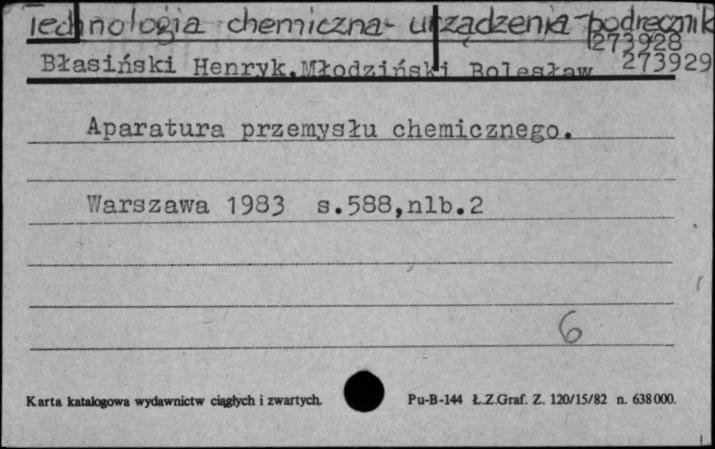 Technologia chemiczna - urządzenia - podręcznik
273928
Błasiński Henryk. Młodziński Bolesław 273929
Aparatura przemysłu chemicznego.
Warszawa 1983 s.588,nlb.2
6
Karta katalogowa wydawnictw ciągłych i zwartych. Pu-B-144 Ł.Z.Graf. Z. 120/15/82 n. 638000.